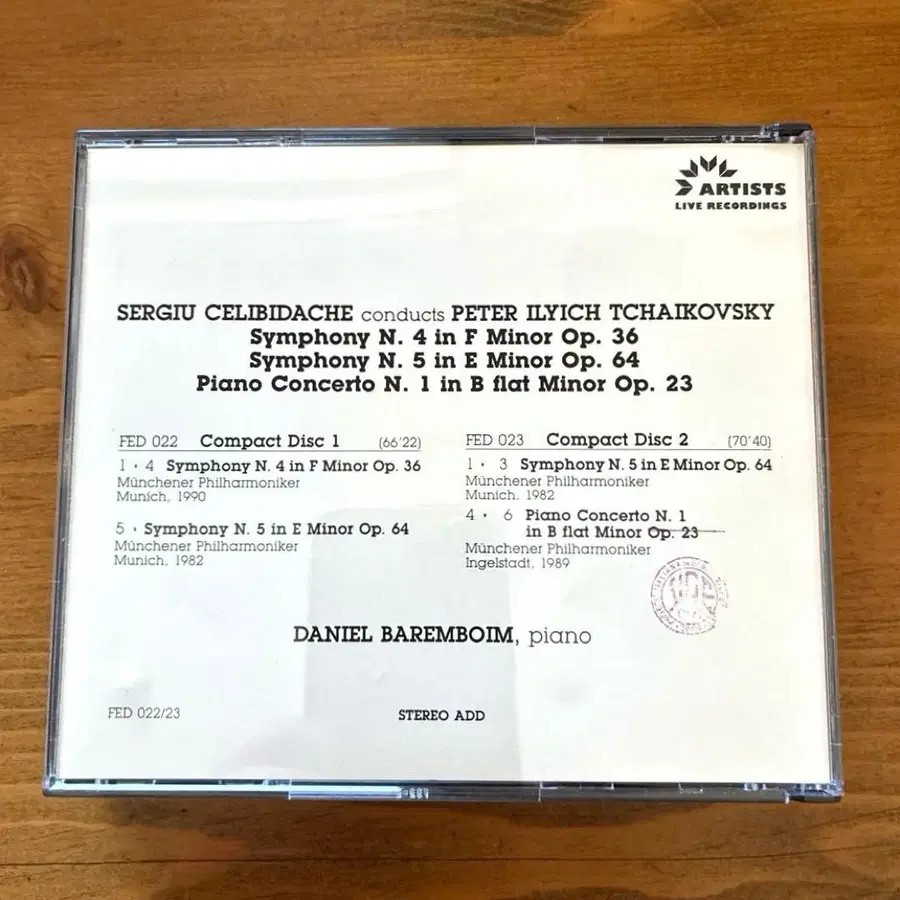 ARTISTS
LIVE RECORDINGS
SERGIU CELIBIDACHE conducts PETER ILYICH TCHAIKOVSKY
Symphony N. 4 in F Minor Op. 36
Symphony N. 5 in E Minor Op. 64
Piano Concerto N. 1 in B flat Minor Op. 23
FED 022 Compact Disc 1 (66'22)
1 · 4 Symphony N. 4 in F Minor Op. 36
Münchener Philharmoniker
Munich, 1990
5 · Symphony N. 5 in E Minor Op. 64
Münchener Philharmoniker
Munich, 1982
FED 023 Compact Disc 2 (70'40)
1 · 3 Symphony N. 5 in E Minor Op. 64
Münchener Philharmoniker
Munich, 1982
4 · 6 Piano Concerto N. 1
in B flat Minor Op. 23
Münchener Philharmoniker
Ingelstadt, 1989
DANIEL BAREMBOIM, piano
FED 022/23
STEREO ADD